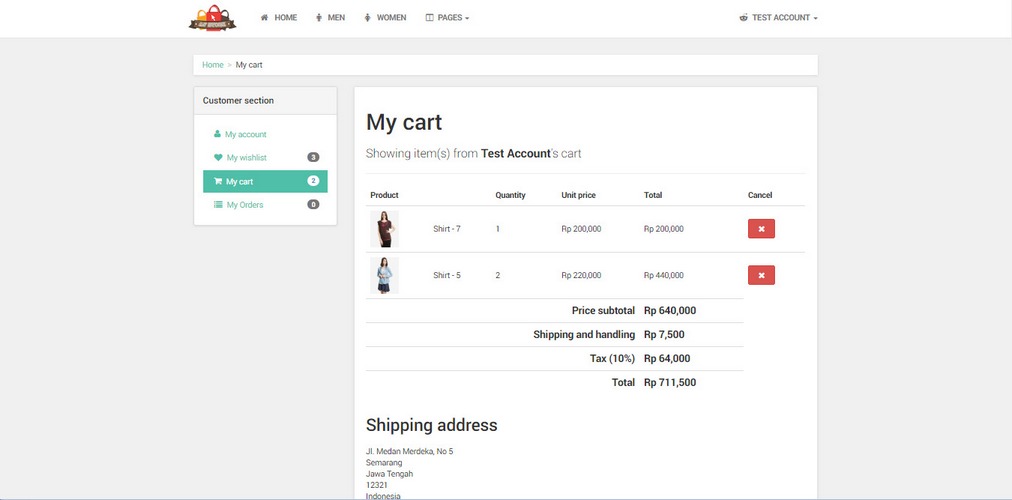 HOME MEN WOMEN PAGES TEST ACCOUNT
Home > My cart
Customer section
My account
My wishlist 3
My cart 2
My Orders 0
My cart
Showing item(s) from Test Account's cart
Product Quantity Unit price Total Cancel
Shirt - 7 1 Rp 200,000 Rp 200,000
Shirt - 5 2 Rp 220,000 Rp 440,000
Price subtotal Rp 640,000
Shipping and handling Rp 7,500
Tax (10%) Rp 64,000
Total Rp 711,500
Shipping address
Jl. Medan Merdeka, No 5
Semarang
Jawa Tengah
12321
Indonesia